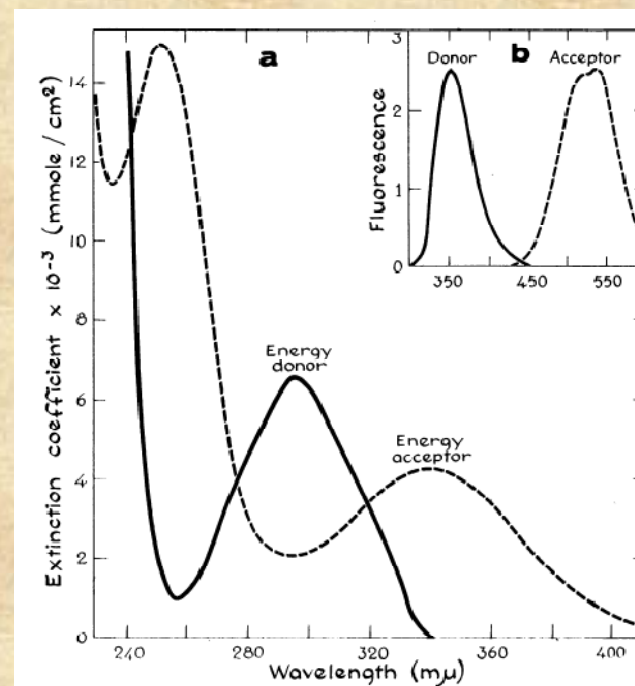 a
b
Donor
Acceptor
Fluorescence
3
2
1
0
350
450
550
Extinction coefficient x 10-3 (mmole / cm2)
14
12
10
8
6
4
2
0
Energy
donor
Energy
acceptor
240
280
320
360
400
Wavelength (mμ)